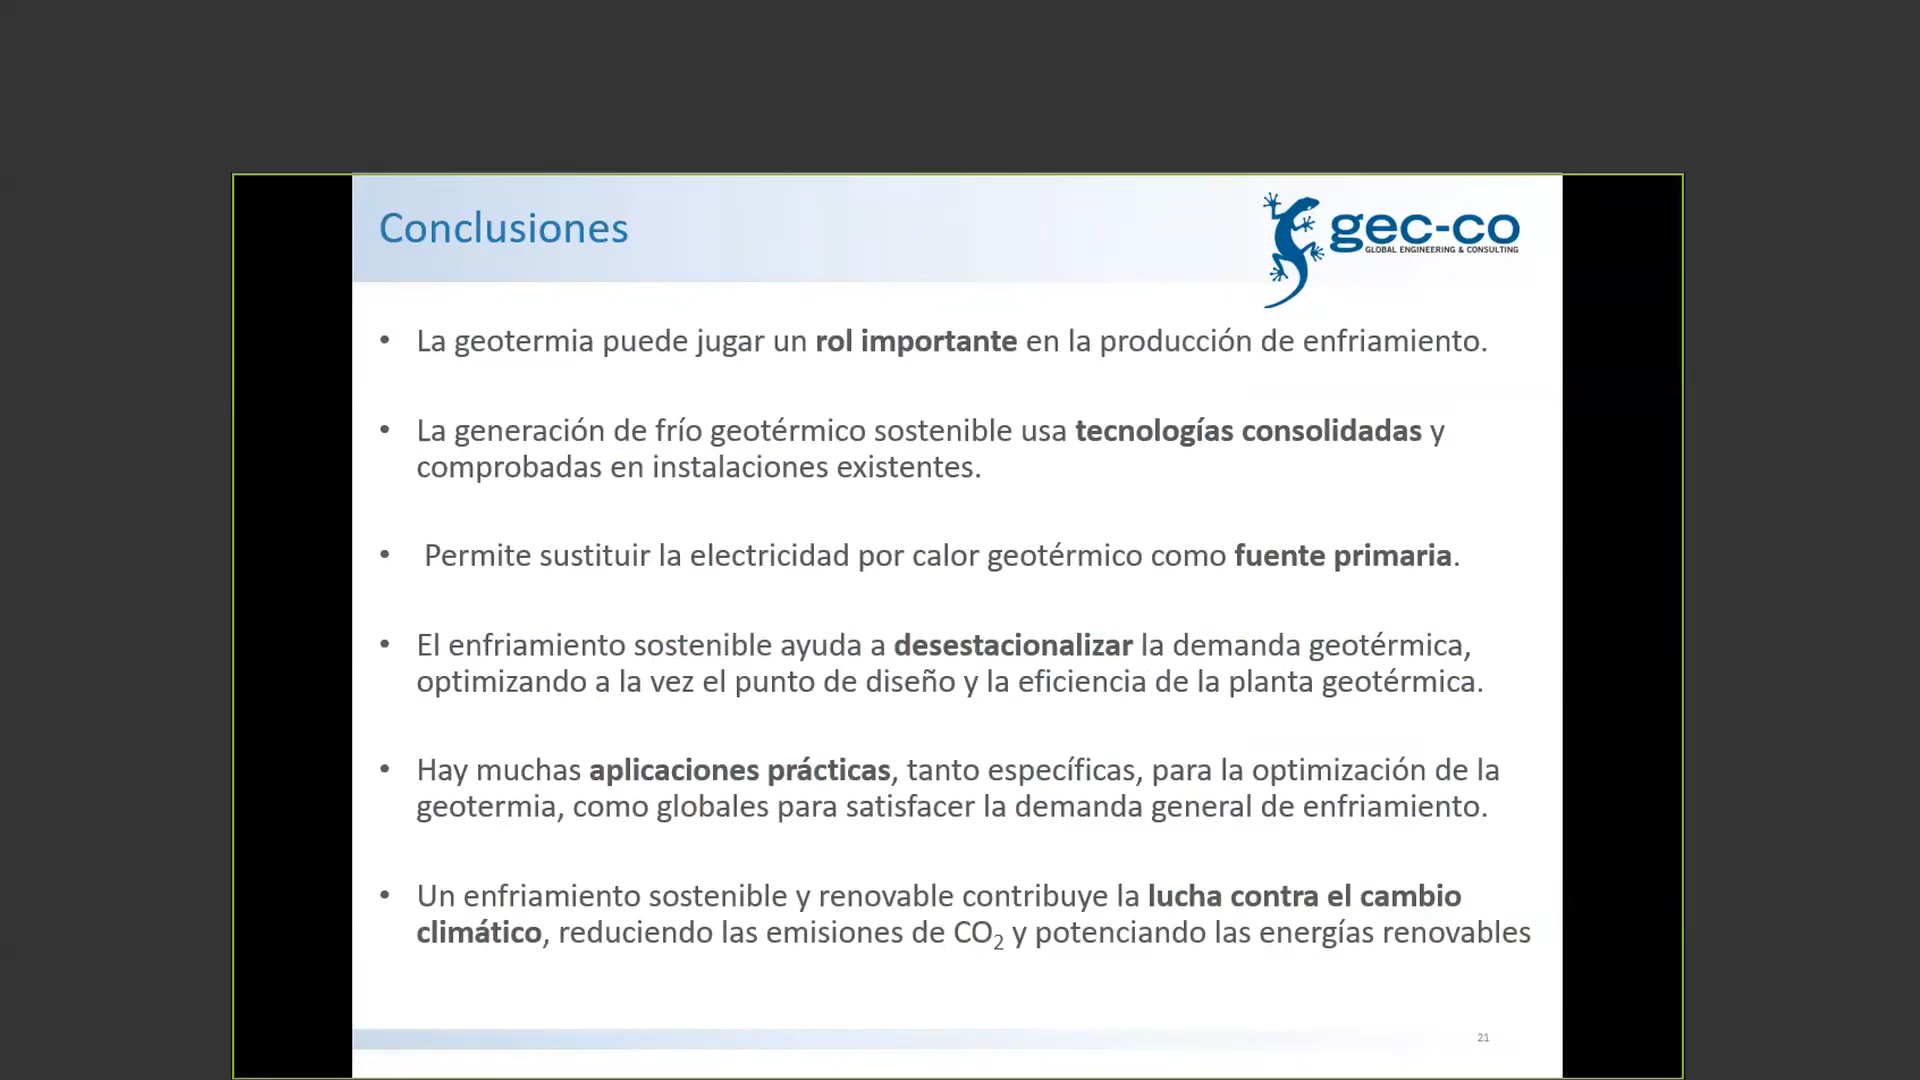 Conclusiones
gec-co
GLOBAL ENGINEERING & CONSULTING
• La geotermia puede jugar un rol importante en la producción de enfriamiento.
• La generación de frío geotérmico sostenible usa tecnologías consolidadas y
comprobadas en instalaciones existentes.
• Permite sustituir la electricidad por calor geotérmico como fuente primaria.
• El enfriamiento sostenible ayuda a desestacionalizar la demanda geotérmica,
optimizando a la vez el punto de diseño y la eficiencia de la planta geotérmica.
• Hay muchas aplicaciones prácticas, tanto específicas, para la optimización de la
geotermia, como globales para satisfacer la demanda general de enfriamiento.
• Un enfriamiento sostenible y renovable contribuye la lucha contra el cambio
climático, reduciendo las emisiones de CO₂ y potenciando las energías renovables
21